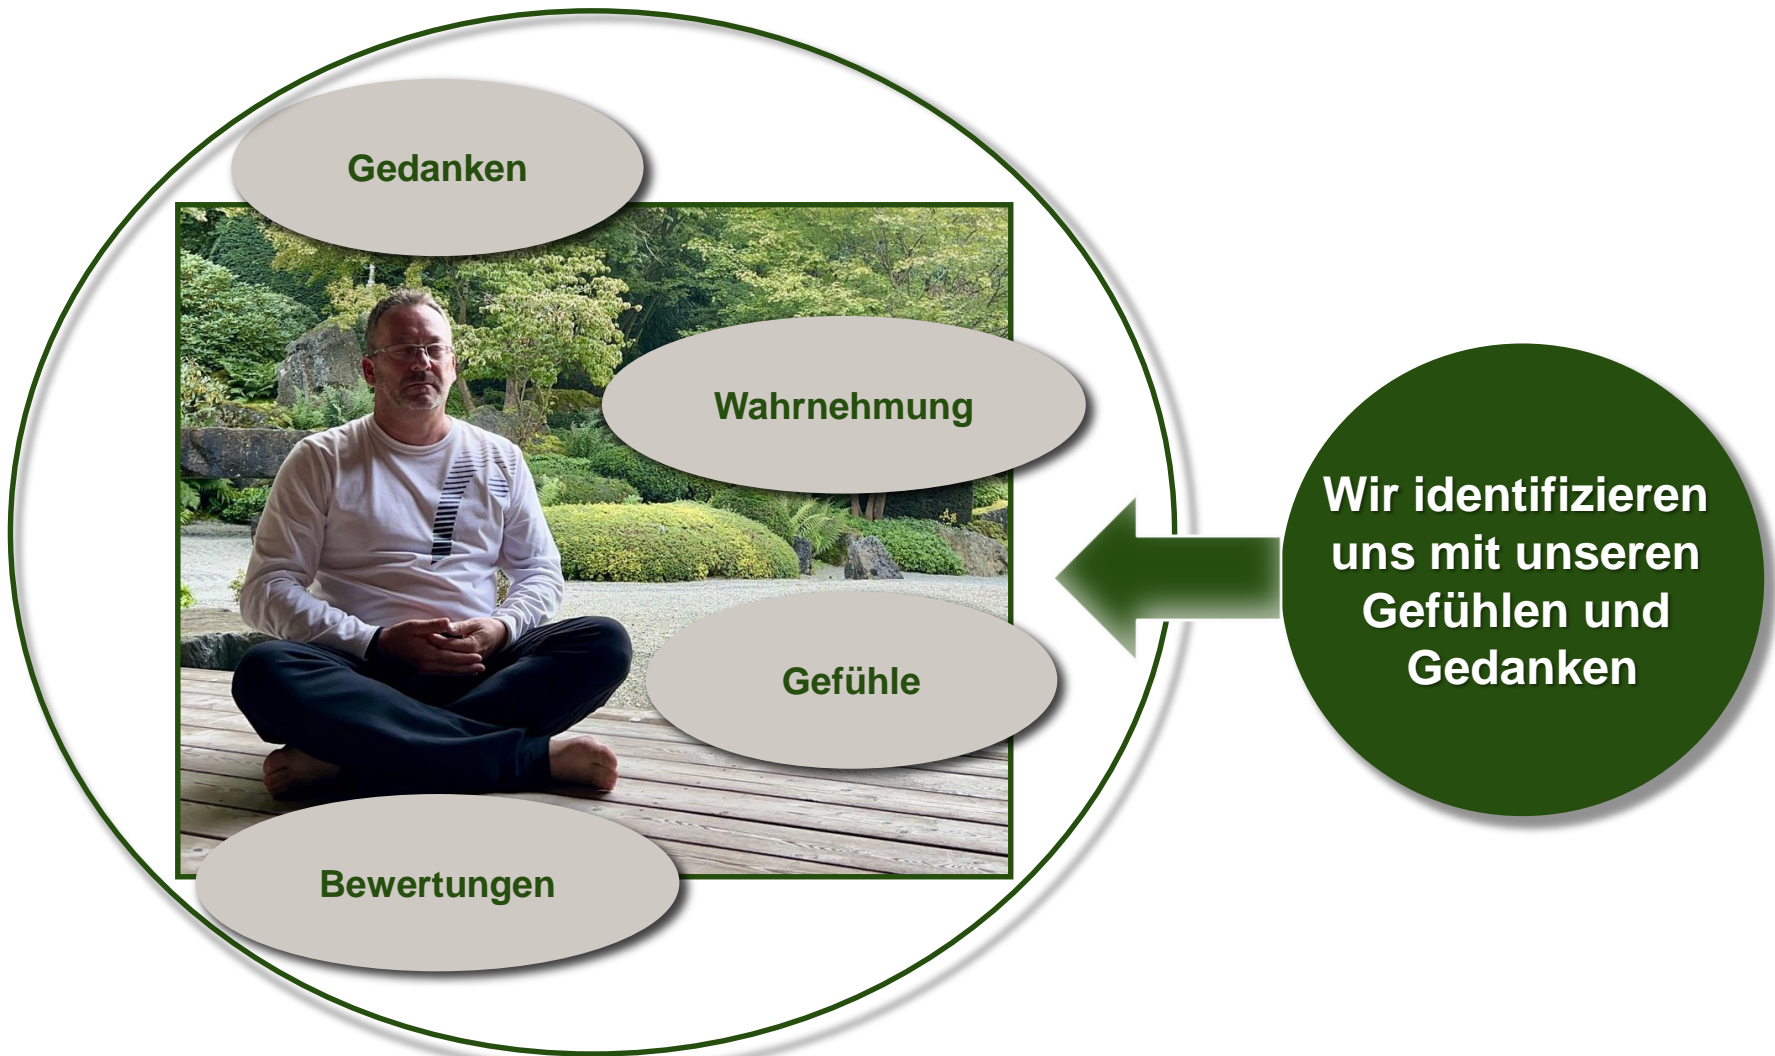 Gedanken
Wahrnehmung
Wir identifizieren
uns mit unseren
Gefühlen und
Gedanken
Gefühle
Bewertungen